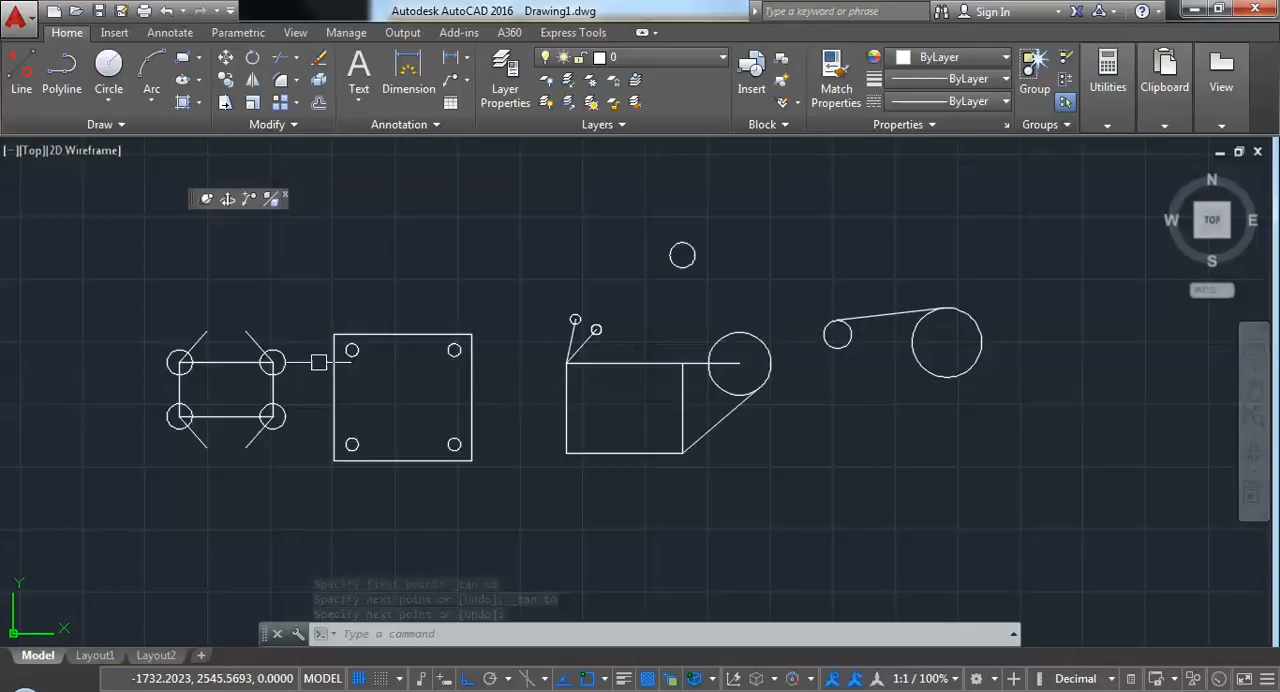 Autodesk AutoCAD 2016 Drawing1.dwg
Type a keyword or phrase
Sign In
Home Insert Annotate Parametric View Manage Output Add-ins A360 Express Tools
Line Polyline Circle Arc
Text Dimension
Layer Properties
0
Insert
Match Properties
ByLayer
ByLayer
ByLayer
Group
Utilities
Clipboard
View
Draw Modify Annotation Layers Block Properties Groups
[−][Top][2D Wireframe]
N
W TOP E
S
WCS
Specify first point: _tan to
Specify next point or [Undo]: _tan to
Specify next point or [Undo]:
Y
X
Type a command
Model Layout1 Layout2 +
-1732.2023, 2545.5693, 0.0000 MODEL 1:1 / 100% Decimal